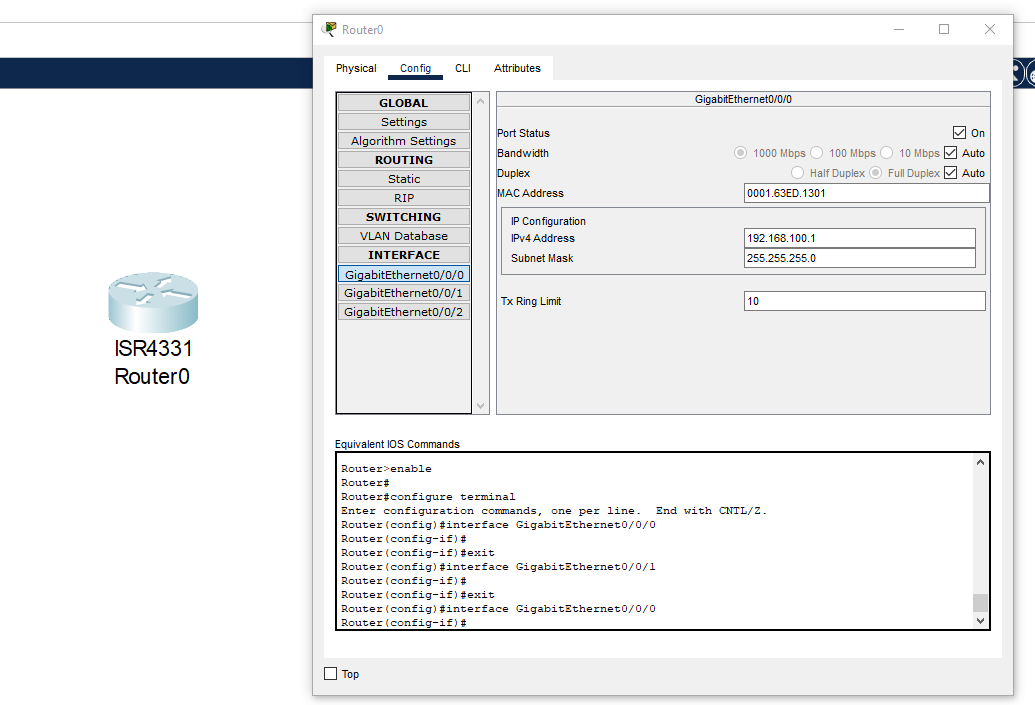 Router0
Physical Config CLI Attributes
GLOBAL
Settings
Algorithm Settings
ROUTING
Static
RIP
SWITCHING
VLAN Database
INTERFACE
GigabitEthernet0/0/0
GigabitEthernet0/0/1
GigabitEthernet0/0/2
GigabitEthernet0/0/0
Port Status On
Bandwidth 1000 Mbps 100 Mbps 10 Mbps Auto
Duplex Half Duplex Full Duplex Auto
MAC Address 0001.63ED.1301
IP Configuration
IPv4 Address 192.168.100.1
Subnet Mask 255.255.255.0
Tx Ring Limit 10
ISR4331
Router0
Equivalent IOS Commands
Router>enable
Router#
Router#configure terminal
Enter configuration commands, one per line.  End with CNTL/Z.
Router(config)#interface GigabitEthernet0/0/0
Router(config-if)#
Router(config-if)#exit
Router(config)#interface GigabitEthernet0/0/1
Router(config-if)#
Router(config-if)#exit
Router(config)#interface GigabitEthernet0/0/0
Router(config-if)#
Top